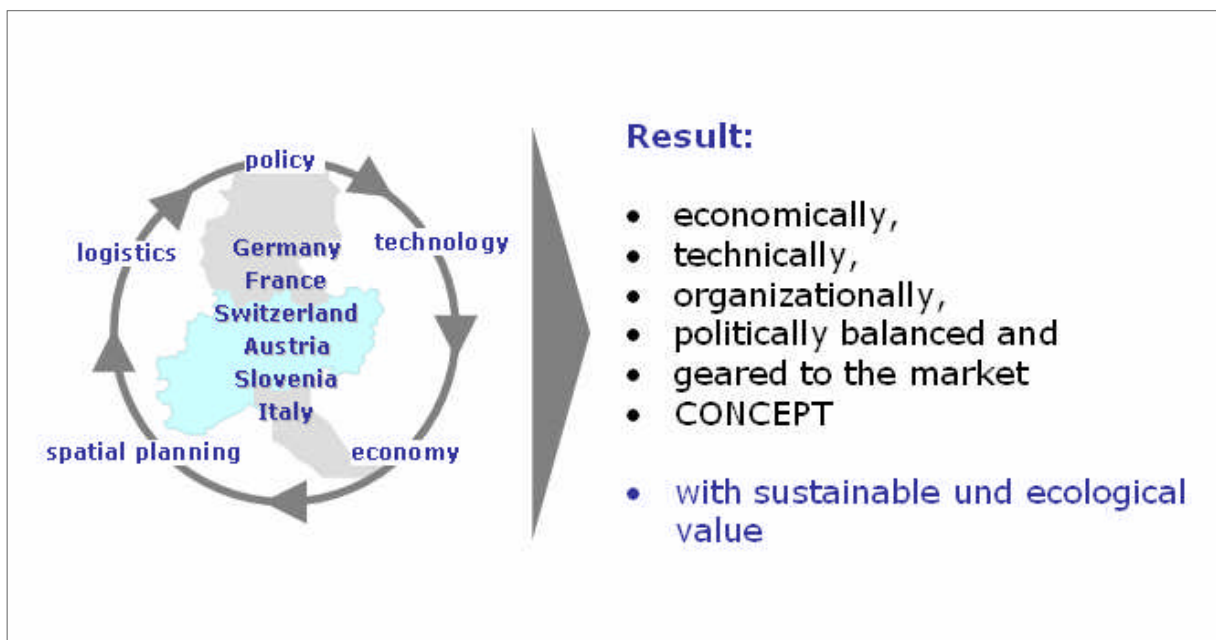 policy
technology
economy
spatial planning
logistics
Germany
France
Switzerland
Austria
Slovenia
Italy
Result:
• economically,
• technically,
• organizationally,
• politically balanced and
• geared to the market
• CONCEPT
• with sustainable und ecological
value